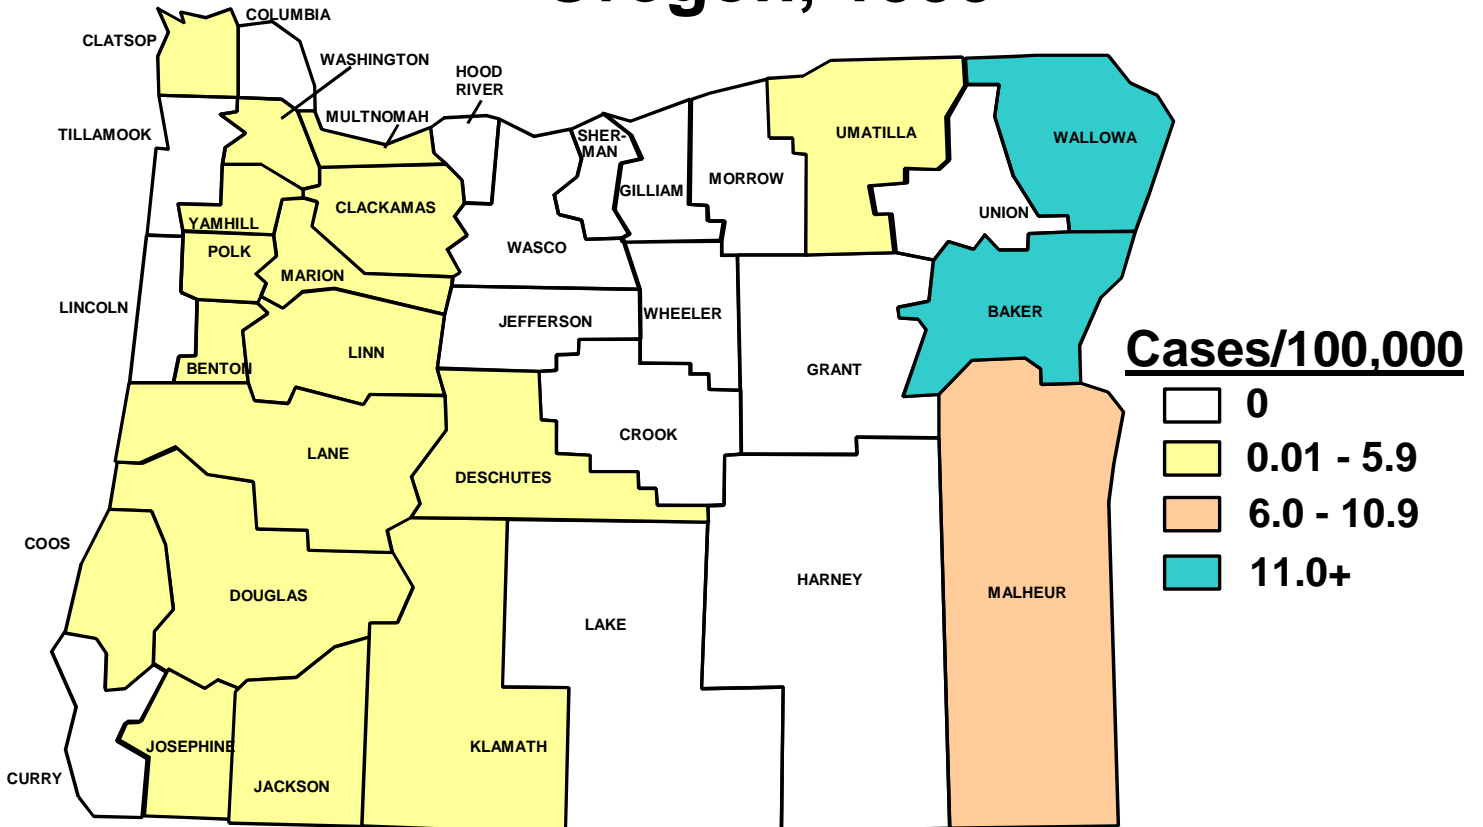 COLUMBIA
CLATSOP
WASHINGTON
HOOD
RIVER
MULTNOMAH
TILLAMOOK
SHER-
MAN
UMATILLA
WALLOWA
GILLIAM
MORROW
CLACKAMAS
UNION
YAMHILL
POLK
WASCO
MARION
LINCOLN
JEFFERSON
WHEELER
BAKER
LINN
BENTON
GRANT
Cases/100,000
0
0.01 - 5.9
6.0 - 10.9
11.0+
CROOK
LANE
DESCHUTES
COOS
HARNEY
DOUGLAS
MALHEUR
LAKE
JOSEPHINE
KLAMATH
CURRY
JACKSON